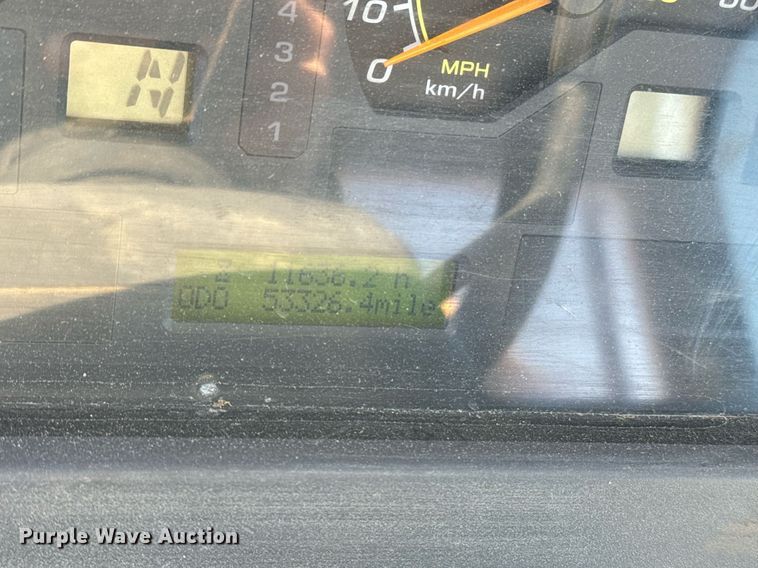 4
3
2
1
N
10
0
MPH
km/h
11636.2 h
ODO 53326.4mile
Purple Wave Auction